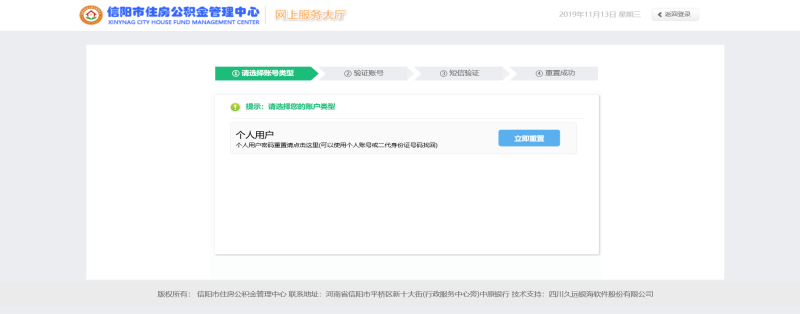 信阳市住房公积金管理中心 网上服务大厅
XINYNAG CITY HOUSE FUND MANAGEMENT CENTER
2019年11月13日 星期三 返回登录
① 请选择账号类型 ② 验证账号 ③ 短信验证 ④ 重置成功
提示：请选择您的账户类型
个人用户
个人用户密码重置请点击这里(可以使用个人账号或二代身份证号码找回)
立即重置
版权所有： 信阳市住房公积金管理中心 联系地址：河南省信阳市平桥区新十大街(行政服务中心旁)中原银行 技术支持：四川久远银海软件股份有限公司